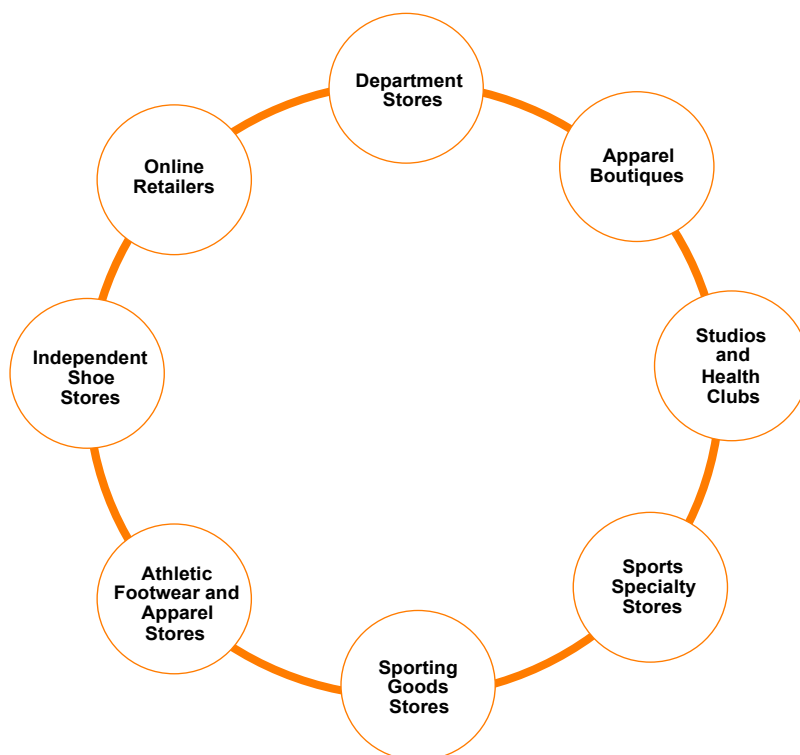 Department
Stores
Apparel
Boutiques
Studios
and
Health
Clubs
Sports
Specialty
Stores
Sporting
Goods
Stores
Athletic
Footwear and
Apparel
Stores
Independent
Shoe
Stores
Online
Retailers